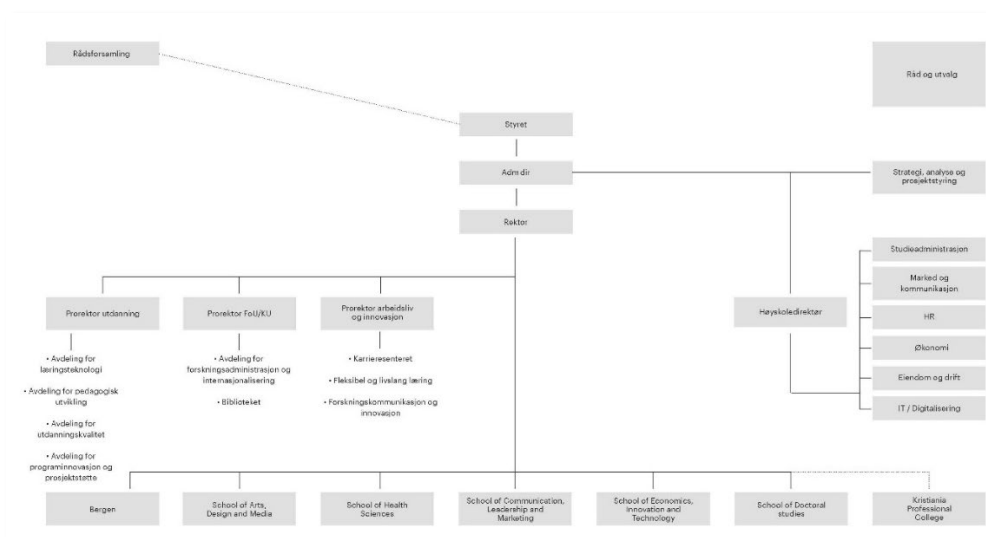 Rådsforsamling
Råd og utvalg
Styret
Adm dir
Strategi, analyse og
prosjektstyring
Rektor
Studieadministrasjon
Marked og
kommunikasjon
HR
Økonomi
Eiendom og drift
IT / Digitalisering
Høyskoledirektør
Prorektor utdanning
• Avdeling for
læringsteknologi
• Avdeling for pedagogisk
utvikling
• Avdeling for
utdanningskvalitet
• Avdeling for
programinnovasjon og
prosjektstøtte
Prorektor FoU/KU
• Avdeling for
forskningsadministrasjon og
internasjonalisering
• Biblioteket
Prorektor arbeidsliv
og innovasjon
• Karrieresenteret
• Fleksibel og livslang læring
• Forskningskommunikasjon og
innovasjon
Bergen
School of Arts,
Design and Media
School of Health
Sciences
School of Communication,
Leadership and
Marketing
School of Economics,
Innovation and
Technology
School of Doctoral
studies
Kristiania
Professional
College